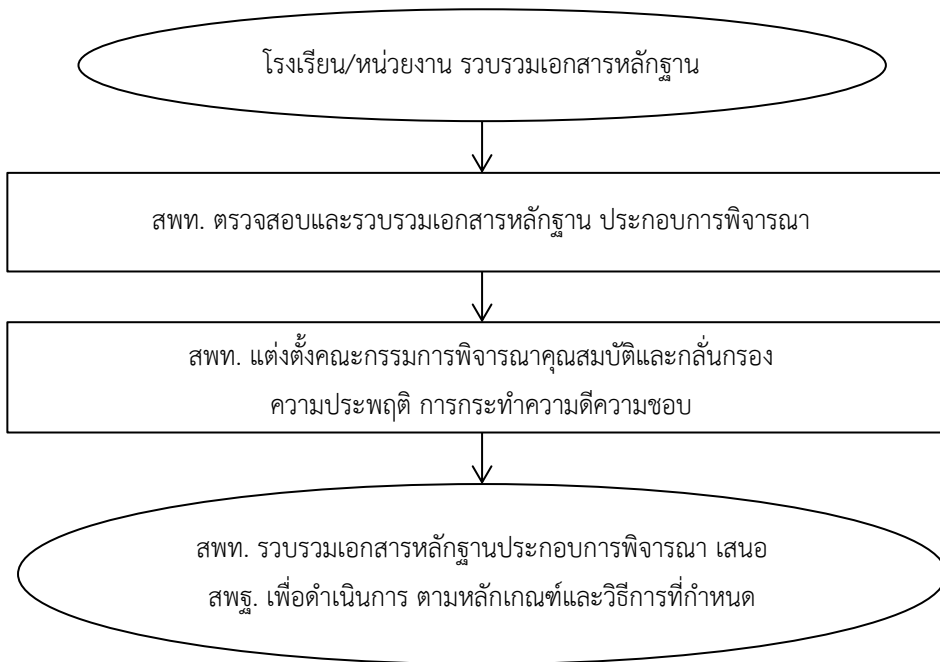 โรงเรียน/หน่วยงาน รวบรวมเอกสารหลักฐาน
สพท. ตรวจสอบและรวบรวมเอกสารหลักฐาน ประกอบการพิจารณา
สพท. แต่งตั้งคณะกรรมการพิจารณาคุณสมบัติและกลั่นกรอง
ความประพฤติ การกระทำความดีความชอบ
สพท. รวบรวมเอกสารหลักฐานประกอบการพิจารณา เสนอ
สพฐ. เพื่อดำเนินการ ตามหลักเกณฑ์และวิธีการที่กำหนด